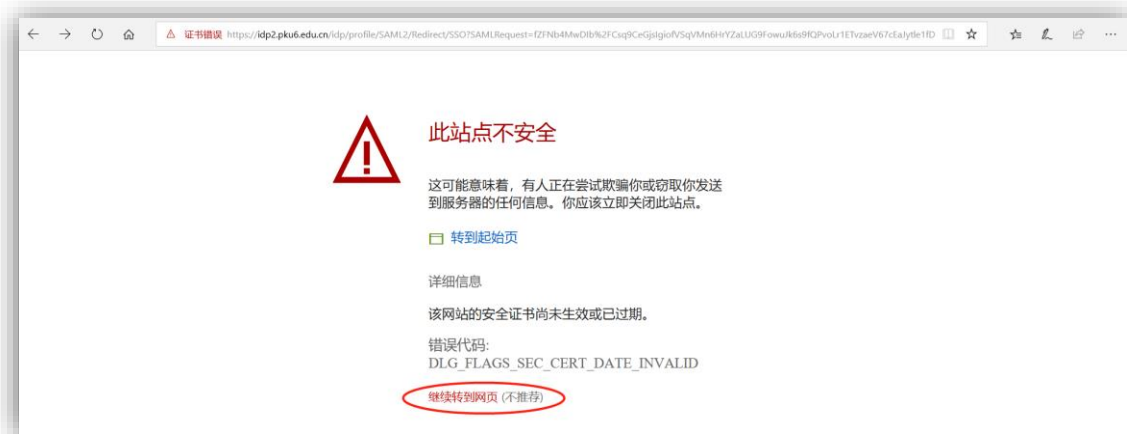 证书错误 https://idp2.pku6.edu.cn/idp/profile/SAML2/Redirect/SSO?SAMLRequest=
此站点不安全
这可能意味着，有人正在尝试欺骗你或窃取你发送
到服务器的任何信息。你应该立即关闭此站点。
转到起始页
详细信息
该网站的安全证书尚未生效或已过期。
错误代码:
DLG_FLAGS_SEC_CERT_DATE_INVALID
继续转到网页 (不推荐)